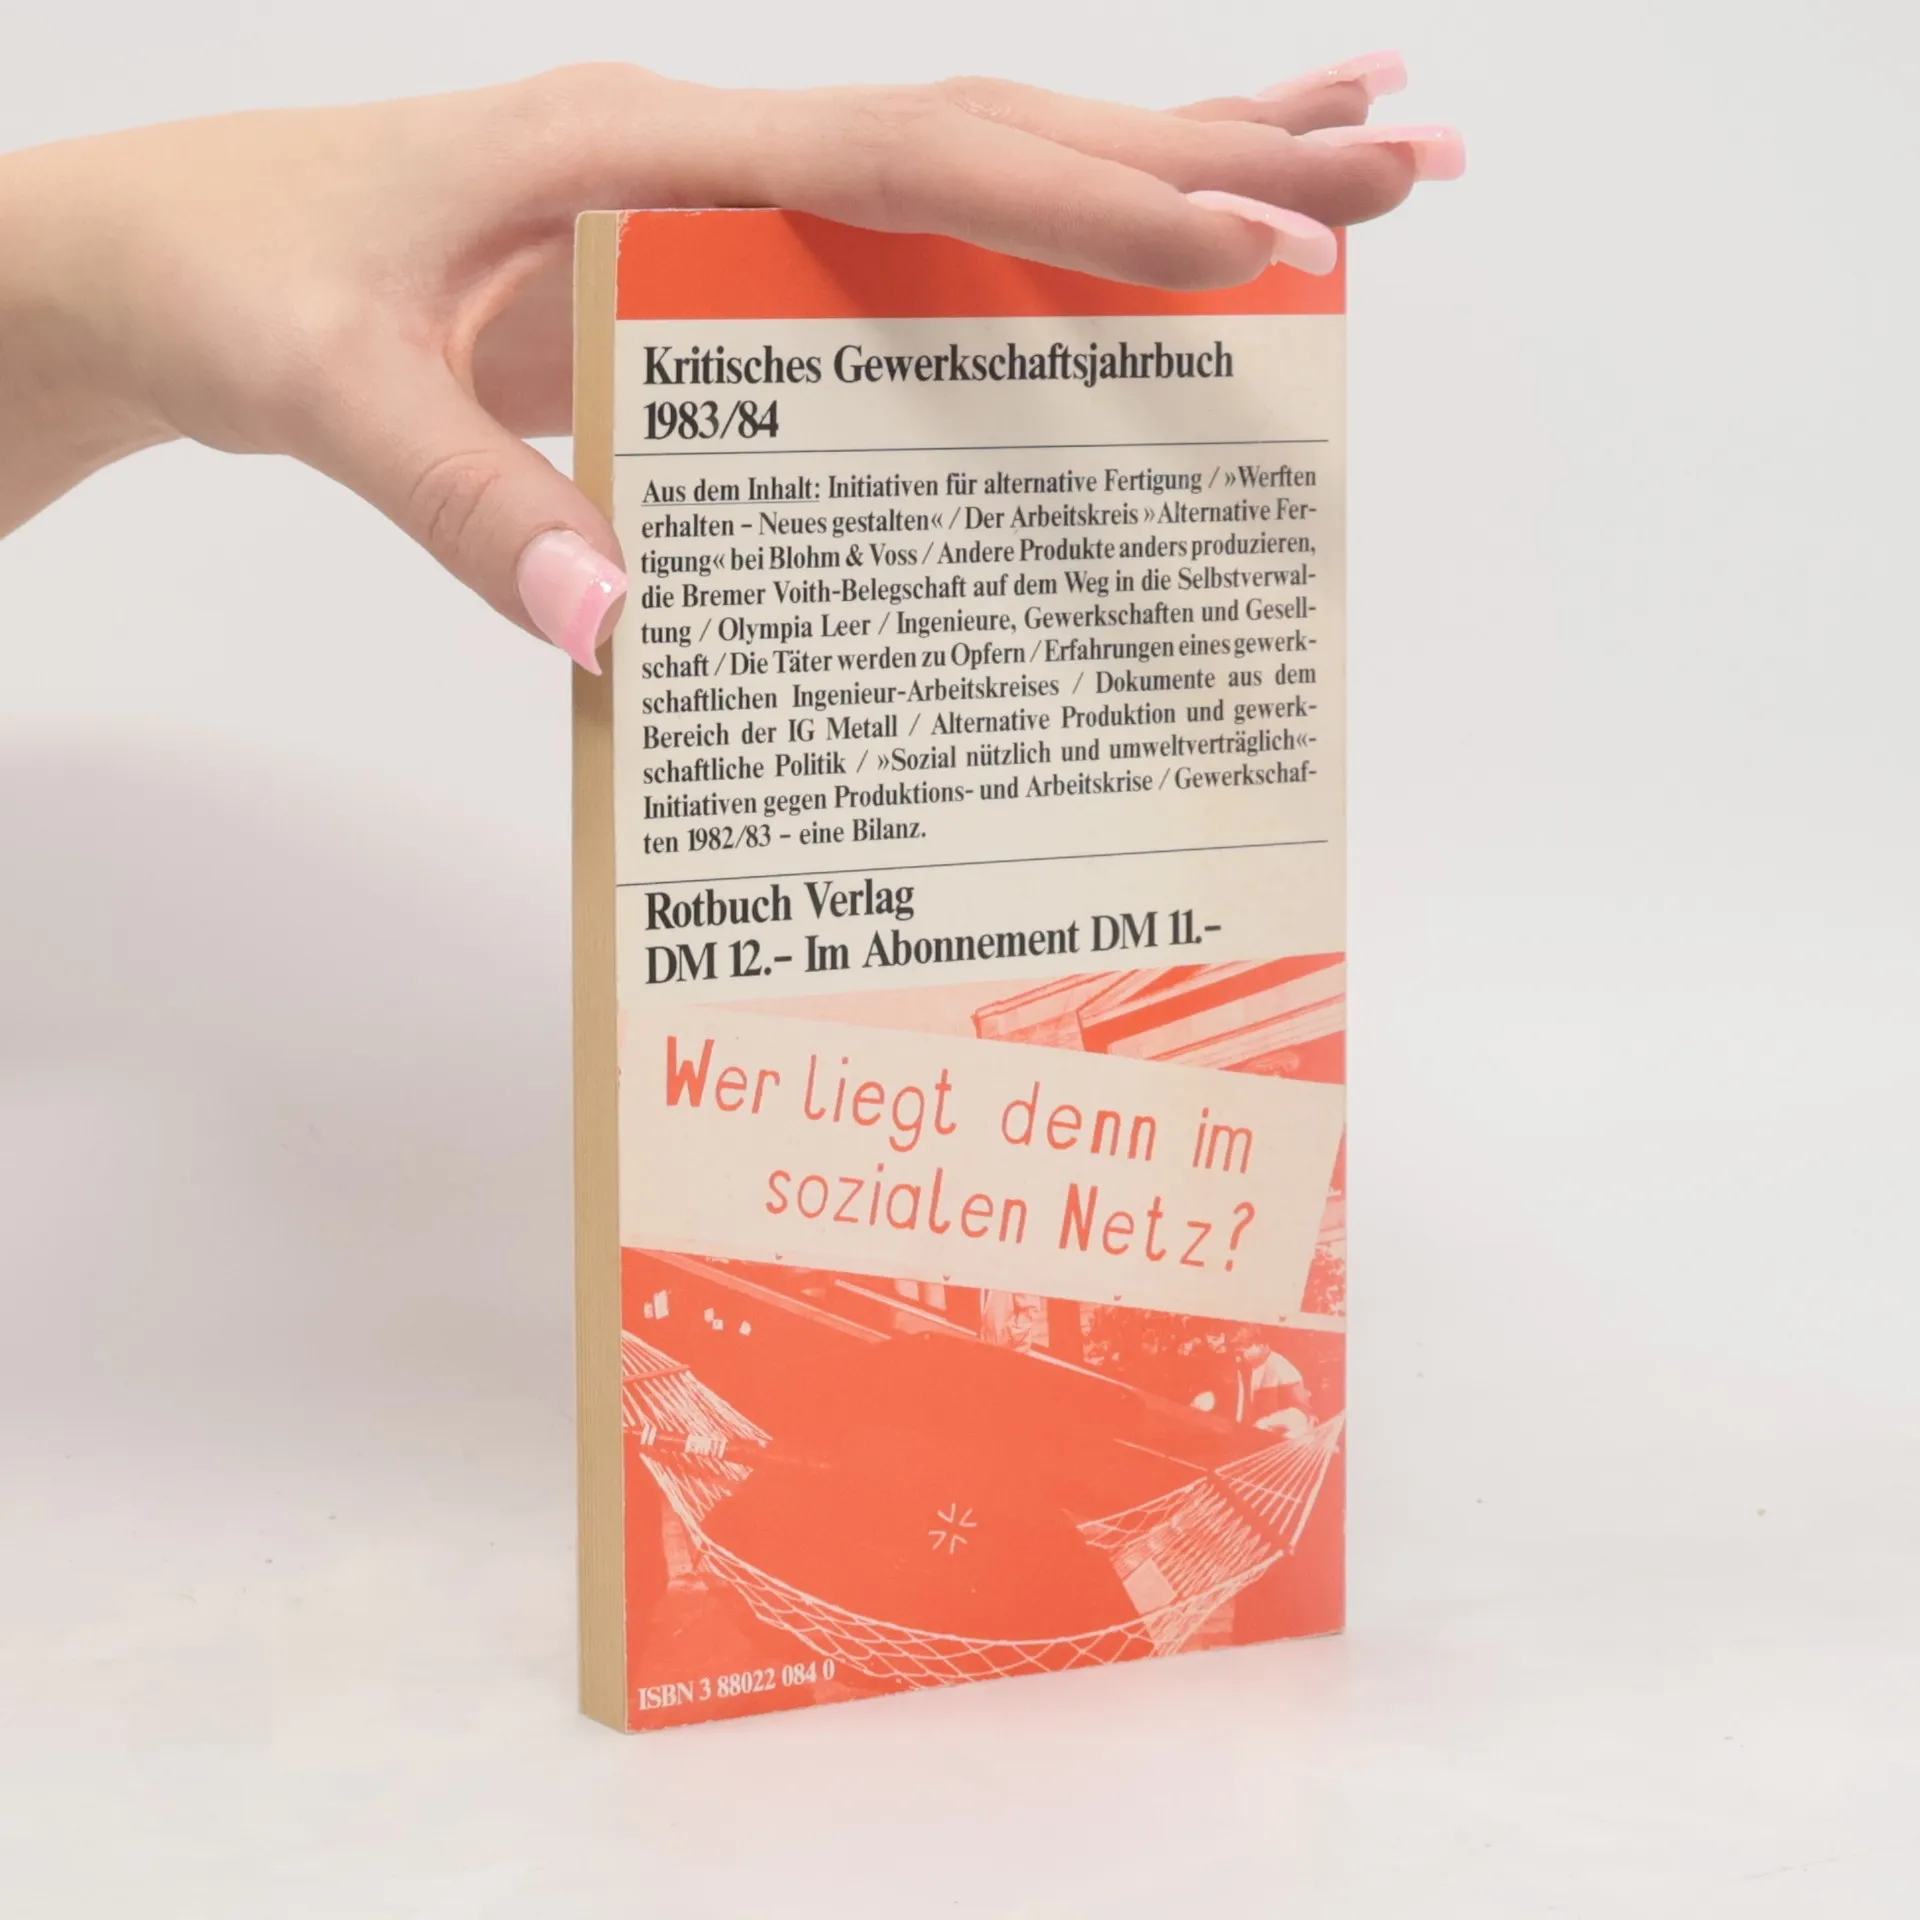 Kritisches Gewerkschaftsjahrbuch
1983/84
Aus dem Inhalt: Initiativen für alternative Fertigung / »Werften
erhalten – Neues gestalten« / Der Arbeitskreis »Alternative Fer-
tigung« bei Blohm & Voss / Andere Produkte anders produzieren,
die Bremer Voith-Belegschaft auf dem Weg in die Selbstverwal-
tung / Olympia Leer / Ingenieure, Gewerkschaften und Gesell-
schaft / Die Täter werden zu Opfern / Erfahrungen eines gewerk-
schaftlichen Ingenieur-Arbeitskreises / Dokumente aus dem
Bereich der IG Metall / Alternative Produktion und gewerk-
schaftliche Politik / »Sozial nützlich und umweltverträglich«-
Initiativen gegen Produktions- und Arbeitskrise / Gewerkschaf-
ten 1982/83 – eine Bilanz.
Rotbuch Verlag
DM 12.– Im Abonnement DM 11.–
Wer liegt denn im
sozialen Netz?
ISBN 3 88022 084 0